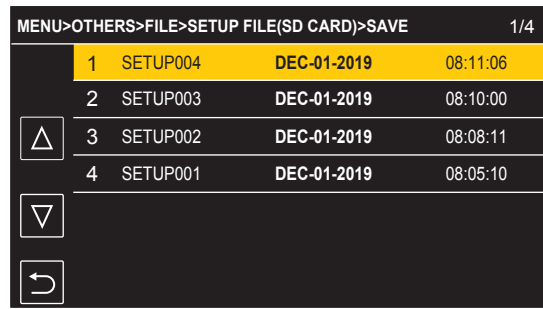 MENU>OTHERS>FILE>SETUP FILE(SD CARD)>SAVE 1/4
1 SETUP004 DEC-01-2019 08:11:06
2 SETUP003 DEC-01-2019 08:10:00
3 SETUP002 DEC-01-2019 08:08:11
4 SETUP001 DEC-01-2019 08:05:10